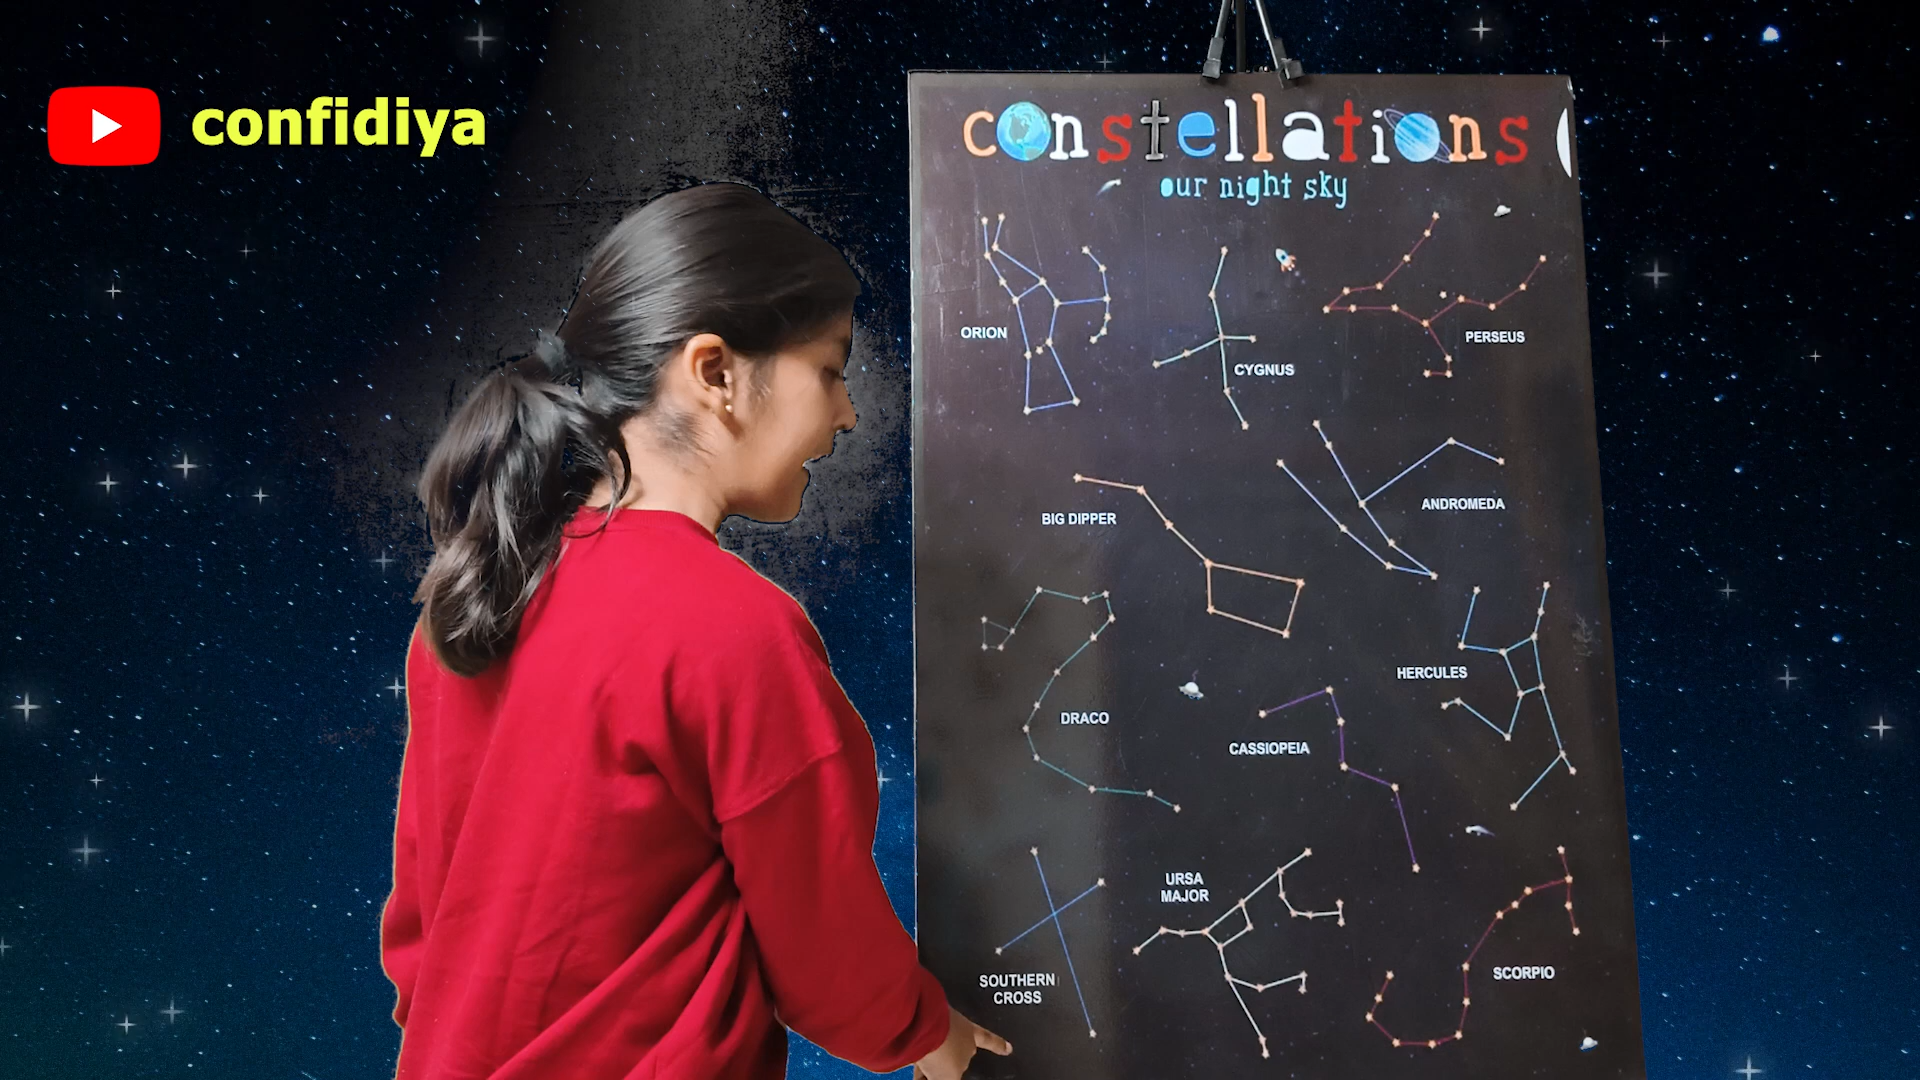 confidiya
constellations
our night sky
ORION
CYGNUS
PERSEUS
BIG DIPPER
ANDROMEDA
DRACO
CASSIOPEIA
HERCULES
SOUTHERN
CROSS
URSA
MAJOR
SCORPIO